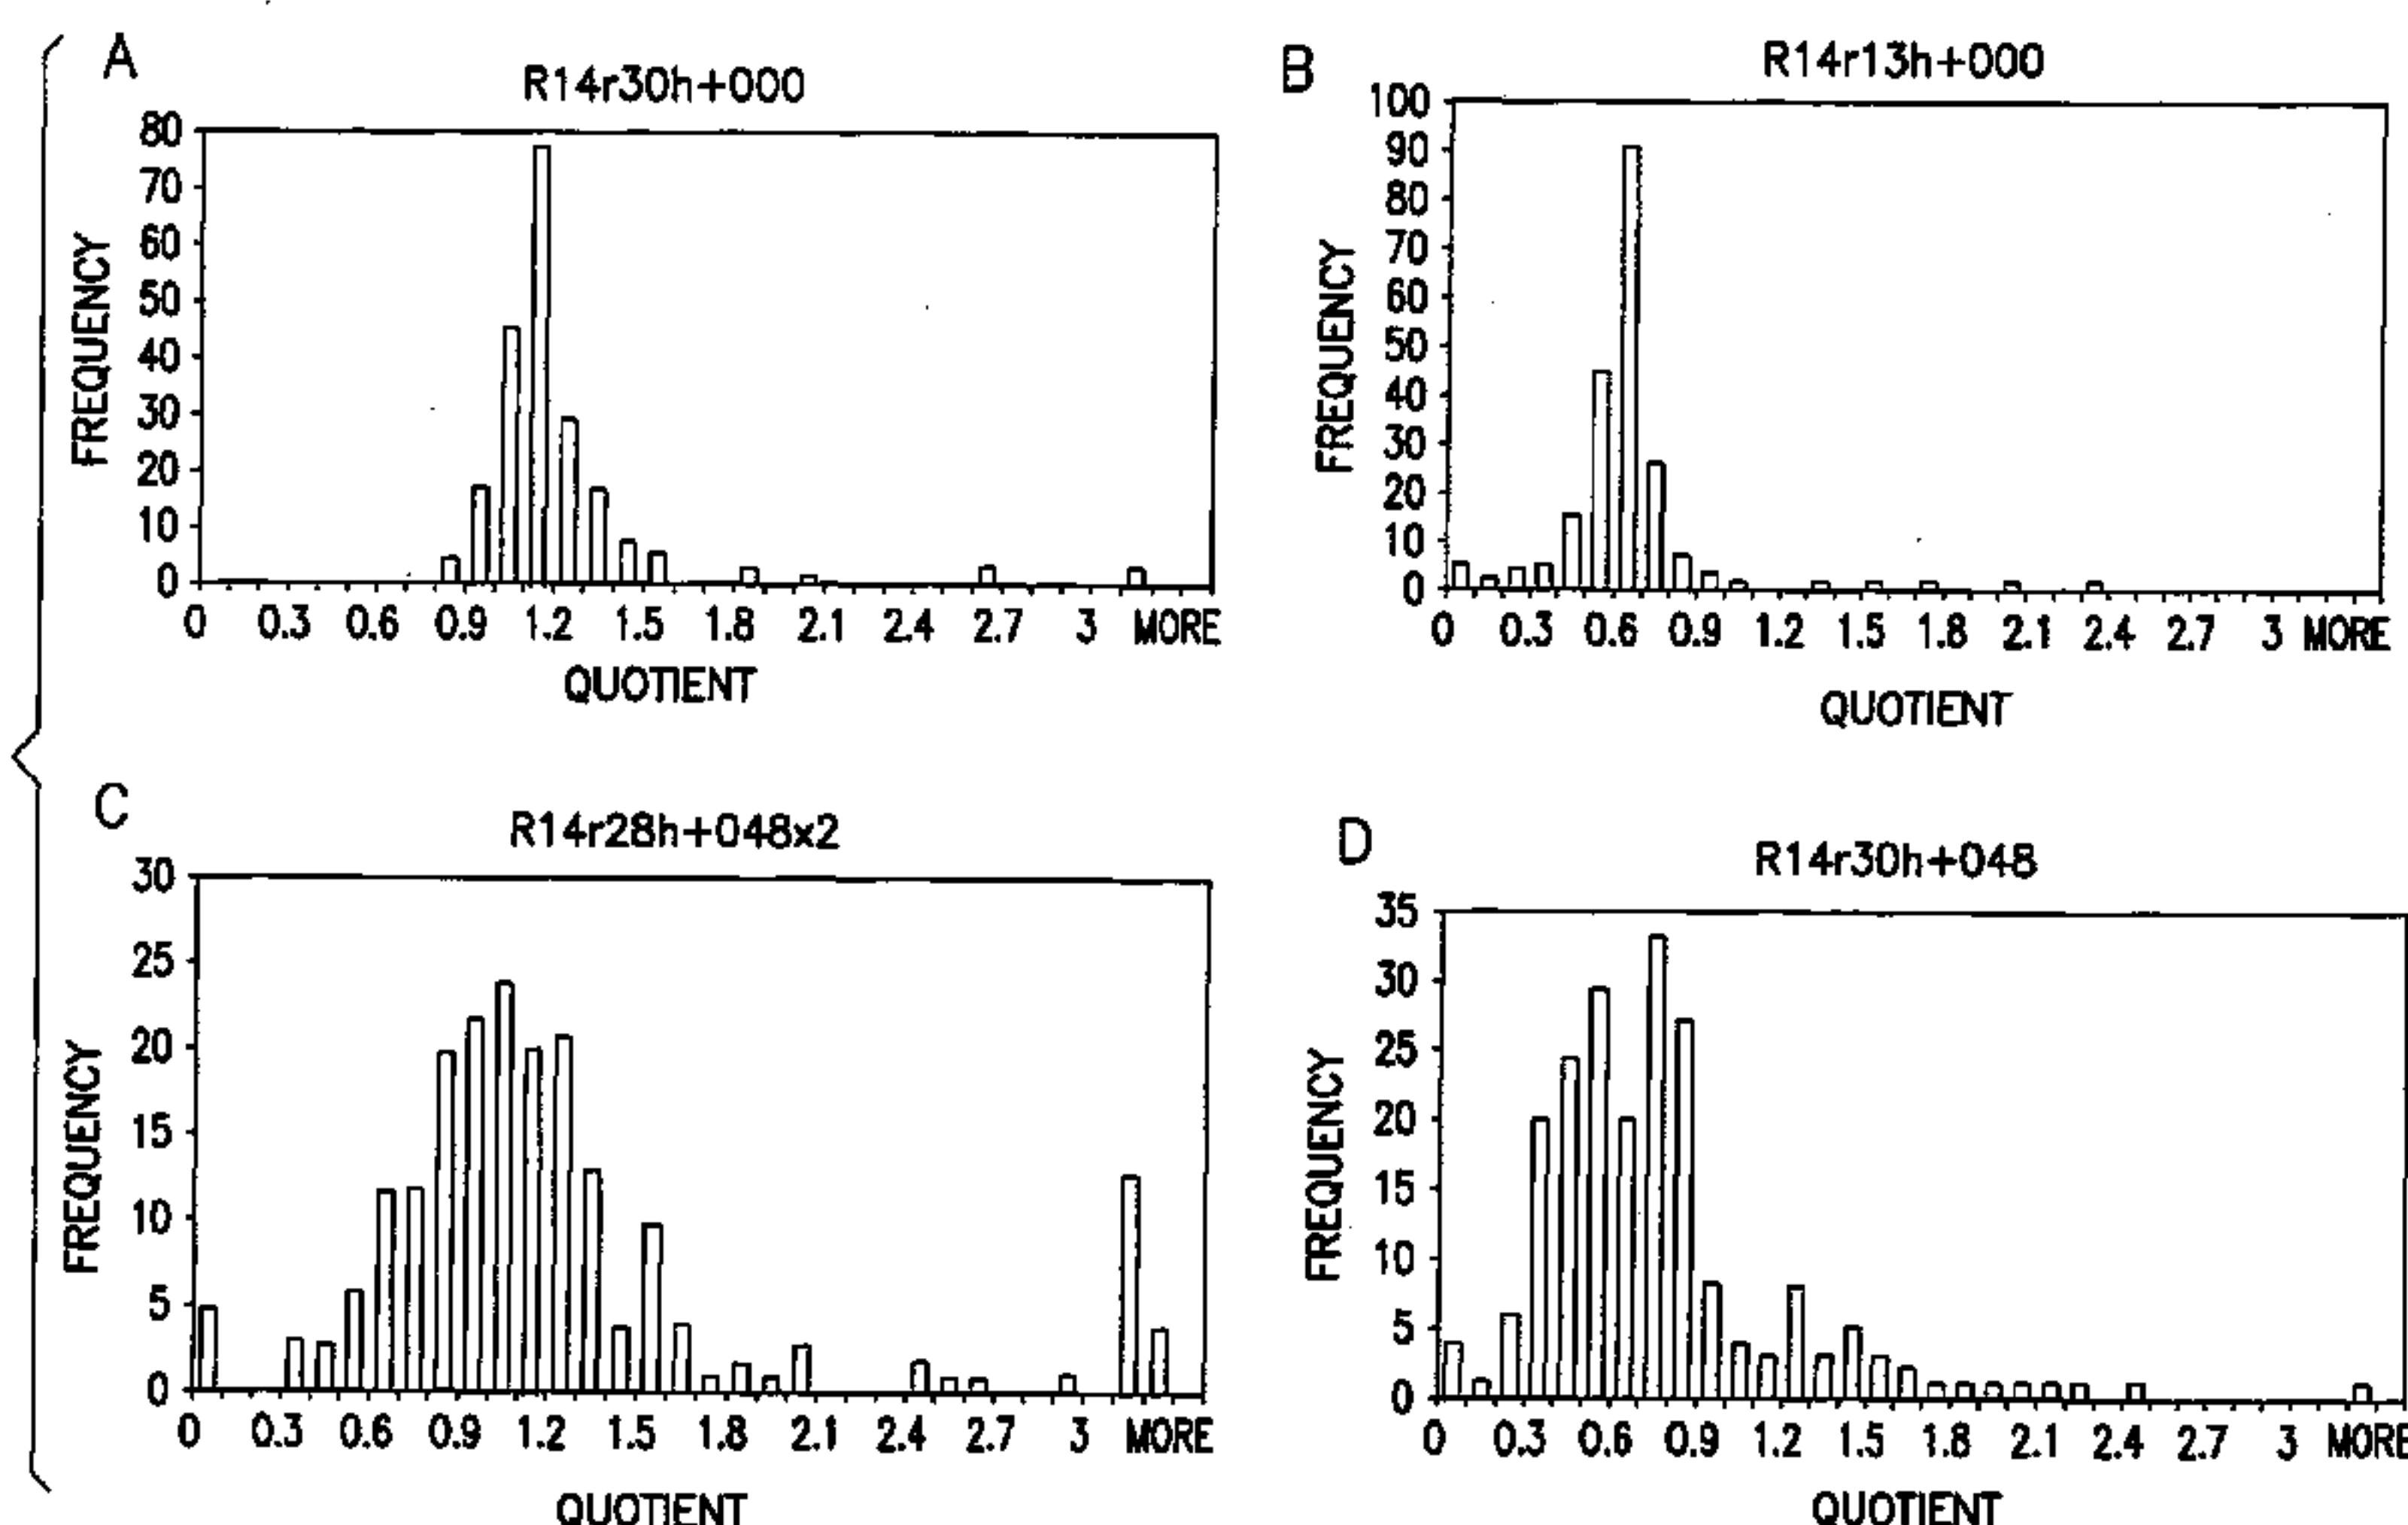 A
R14r30h+000
FREQUENCY
80
70
60
50
40
30
20
10
0
0 0.3 0.6 0.9 1.2 1.5 1.8 2.1 2.4 2.7 3 MORE
QUOTIENT
B
R14r13h+000
FREQUENCY
100
90
80
70
60
50
40
30
20
10
0
0 0.3 0.6 0.9 1.2 1.5 1.8 2.1 2.4 2.7 3 MORE
QUOTIENT
C
R14r28h+048x2
FREQUENCY
30
25
20
15
10
5
0
0 0.3 0.6 0.9 1.2 1.5 1.8 2.1 2.4 2.7 3 MORE
QUOTIENT
D
R14r30h+048
FREQUENCY
35
30
25
20
15
10
5
0
0 0.3 0.6 0.9 1.2 1.5 1.8 2.1 2.4 2.7 3 MORE
QUOTIENT